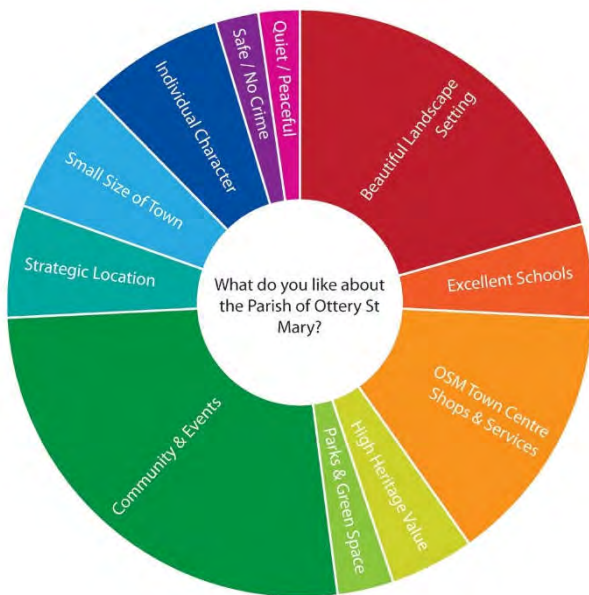 What do you like about
the Parish of Ottery St
Mary?
Beautiful Landscape
Setting
Excellent Schools
OSM Town Centre
Shops & Services
High Heritage Value
Parks & Green Space
Community & Events
Strategic Location
Small Size of Town
Individual Character
Safe / No Crime
Quiet / Peaceful